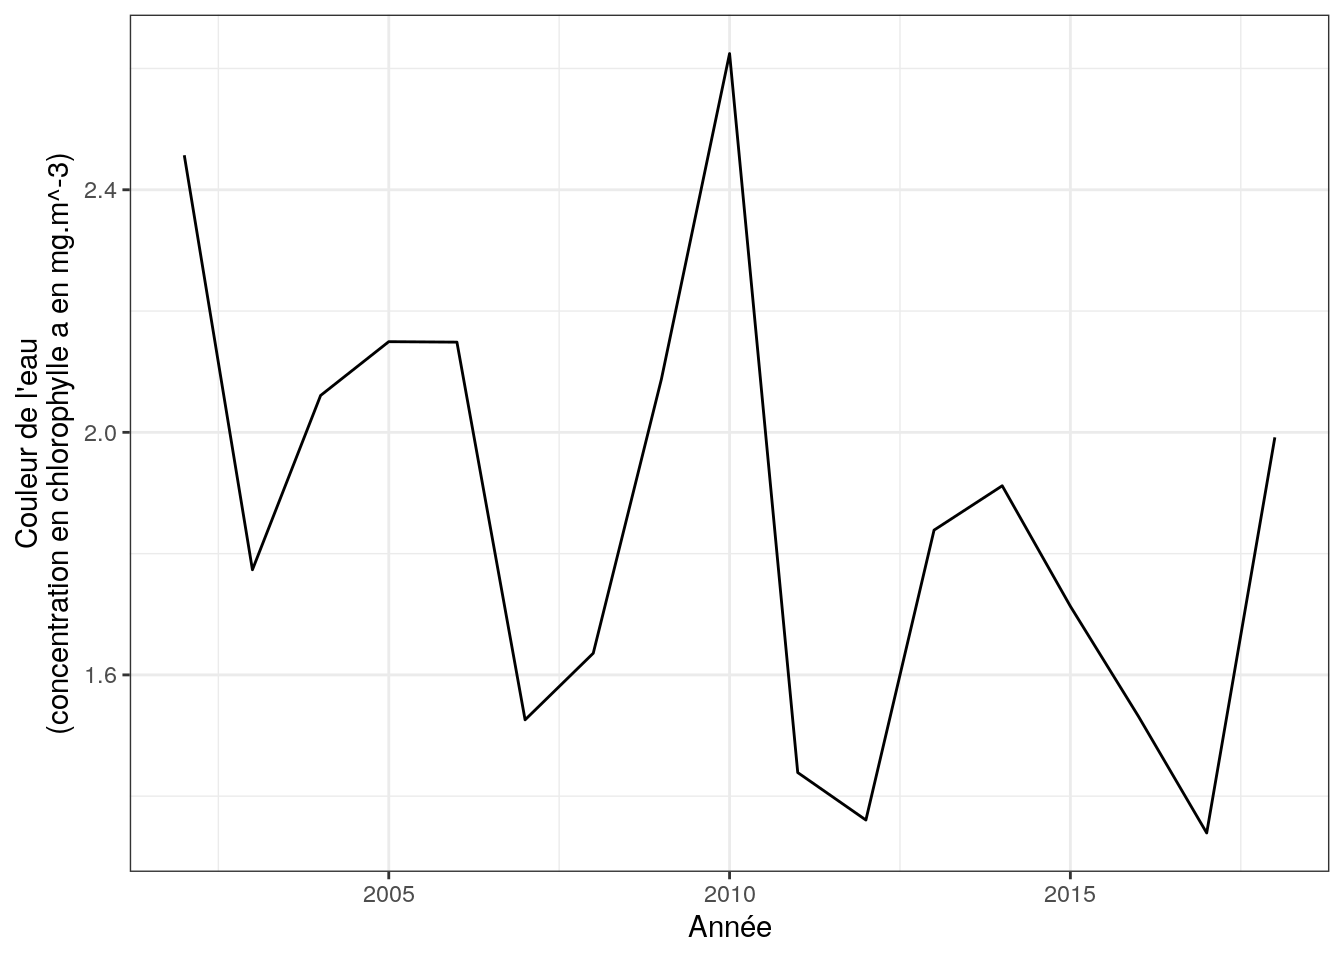 Couleur de l'eau
(concentration en chlorophylle a en mg.m^-3)
2.4
2.0
1.6
2005
2010
2015
Année